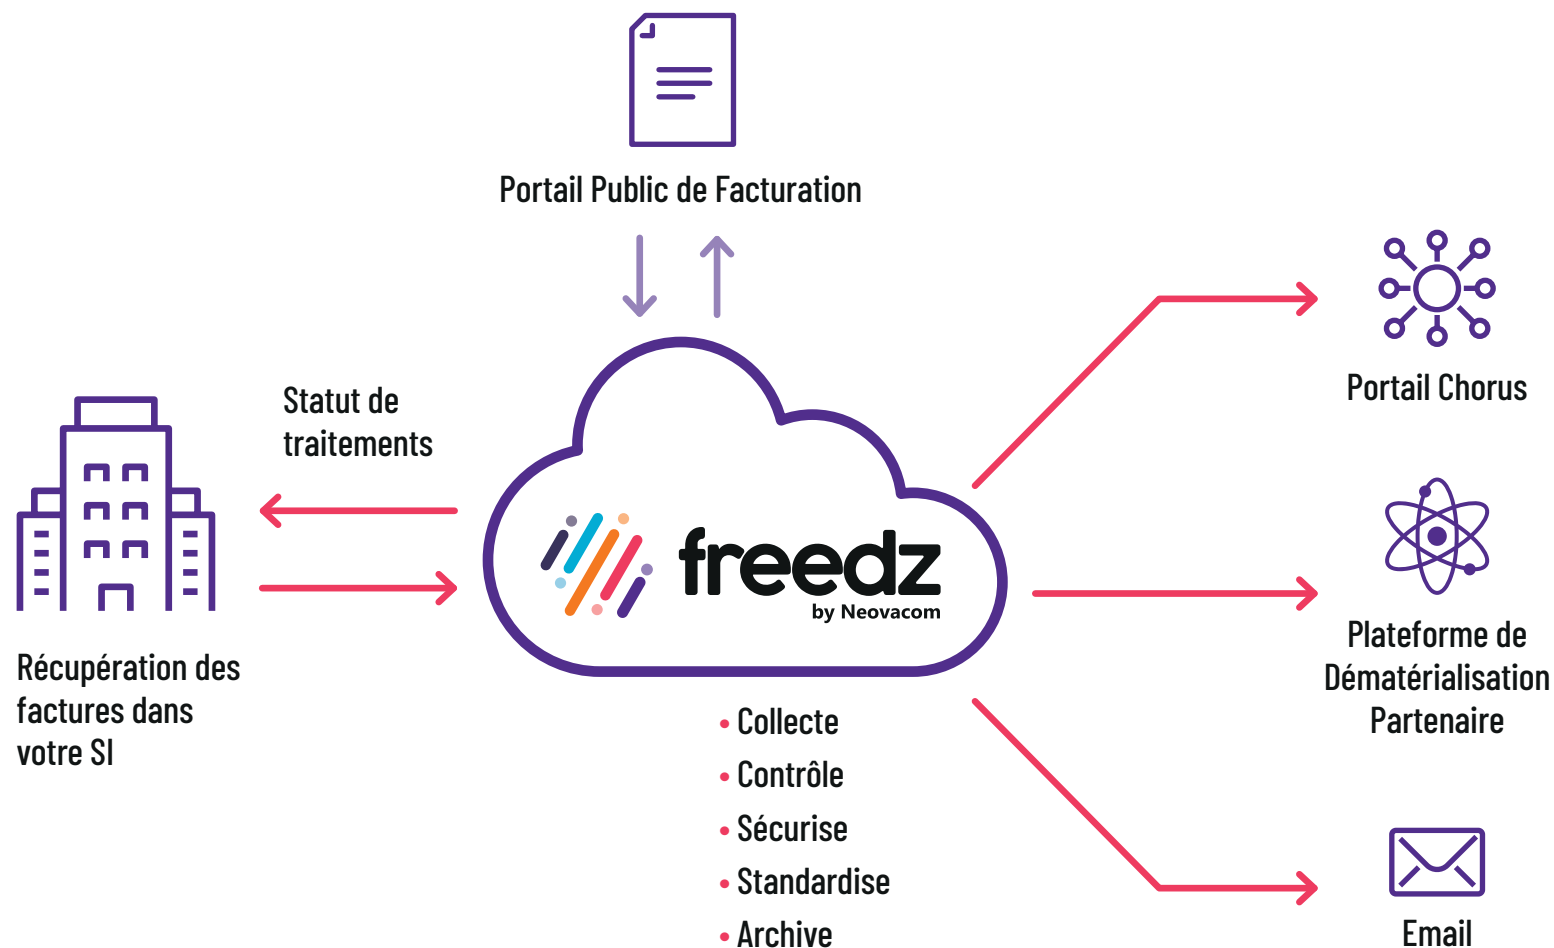 Portail Public de Facturation
Statut de
traitements
Récupération des
factures dans
votre SI
freedz
by Neovacom
• Collecte
• Contrôle
• Sécurise
• Standardise
• Archive
Portail Chorus
Plateforme de
Dématérialisation
Partenaire
Email